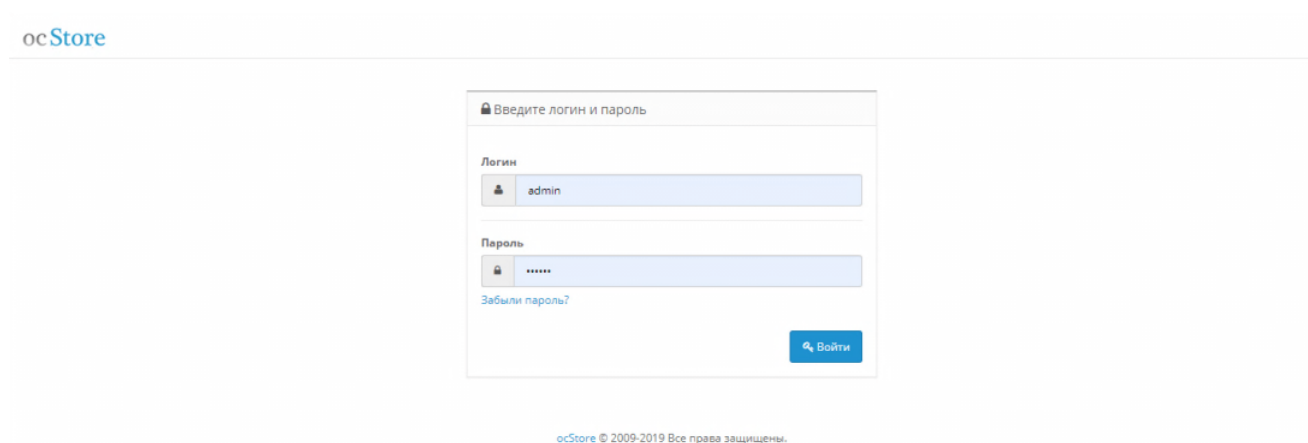 ocStore
Введите логин и пароль
Логин
admin
Пароль
••••••
Забыли пароль?
Войти
ocStore © 2009-2019 Все права защищены.